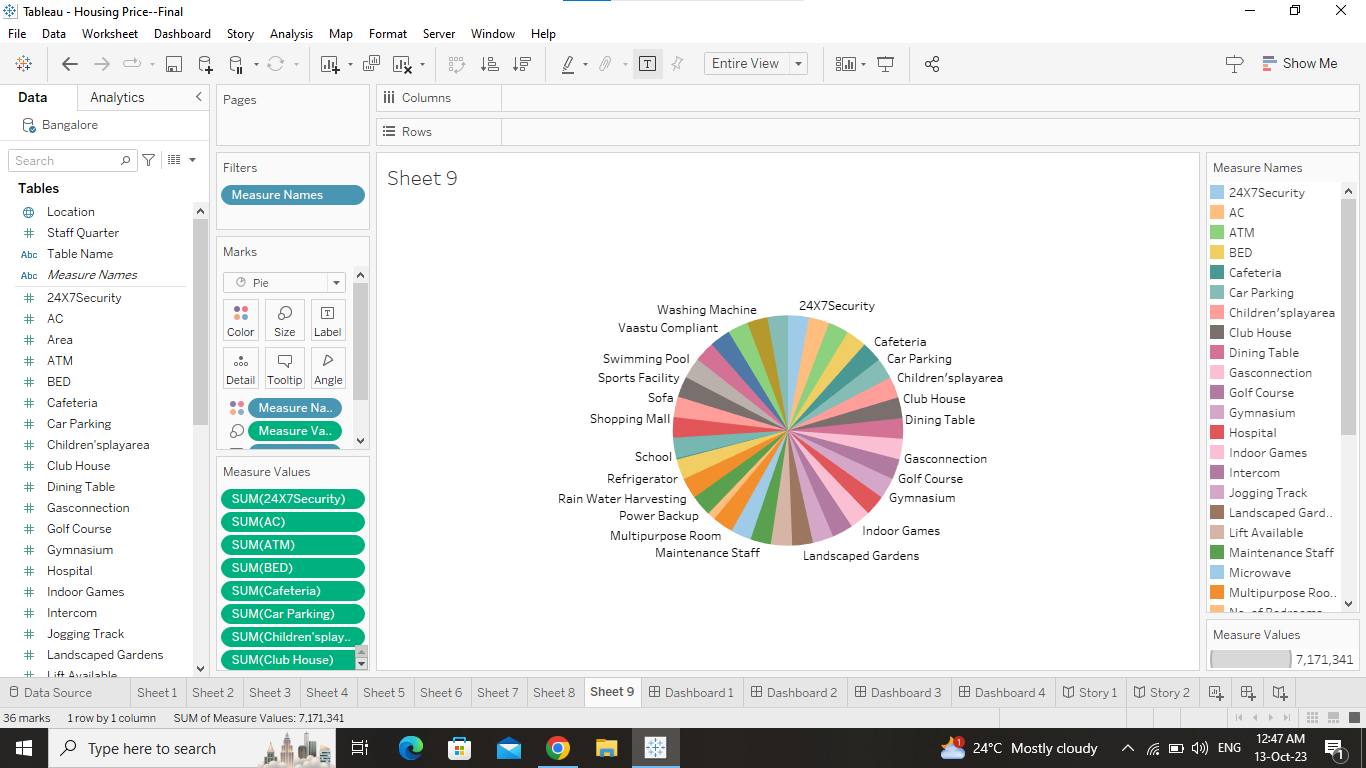 Tableau - Housing Price--Final
File Data Worksheet Dashboard Story Analysis Map Format Server Window Help
Entire View
Show Me
Data Analytics
Bangalore
Search
Tables
Location
Staff Quarter
Abc Table Name
Abc Measure Names
24X7Security
AC
Area
ATM
BED
Cafeteria
Car Parking
Children'splayarea
Club House
Dining Table
Gasconnection
Golf Course
Gymnasium
Hospital
Indoor Games
Intercom
Jogging Track
Landscaped Gardens
Lift Available
Pages
Filters
Measure Names
Marks
Pie
Color Size Label
Detail Tooltip Angle
Measure Na..
Measure Va..
Measure Values
SUM(24X7Security)
SUM(AC)
SUM(ATM)
SUM(BED)
SUM(Cafeteria)
SUM(Car Parking)
SUM(Children'splay..
SUM(Club House)
Columns
Rows
Sheet 9
Washing Machine
24X7Security
Vaastu Compliant
Cafeteria
Swimming Pool
Car Parking
Sports Facility
Children'splayarea
Sofa
Club House
Shopping Mall
Dining Table
School
Gasconnection
Refrigerator
Golf Course
Rain Water Harvesting
Gymnasium
Power Backup
Multipurpose Room
Indoor Games
Maintenance Staff
Landscaped Gardens
Measure Names
24X7Security
AC
ATM
BED
Cafeteria
Car Parking
Children'splayarea
Club House
Dining Table
Gasconnection
Golf Course
Gymnasium
Hospital
Indoor Games
Intercom
Jogging Track
Landscaped Gard..
Lift Available
Maintenance Staff
Microwave
Multipurpose Roo..
No. of Bedrooms
Measure Values
7,171,341
Data Source Sheet 1 Sheet 2 Sheet 3 Sheet 4 Sheet 5 Sheet 6 Sheet 7 Sheet 8 Sheet 9 Dashboard 1 Dashboard 2 Dashboard 3 Dashboard 4 Story 1 Story 2
36 marks 1 row by 1 column SUM of Measure Values: 7,171,341
Type here to search
1
24°C Mostly cloudy
ENG
12:47 AM
13-Oct-23
1